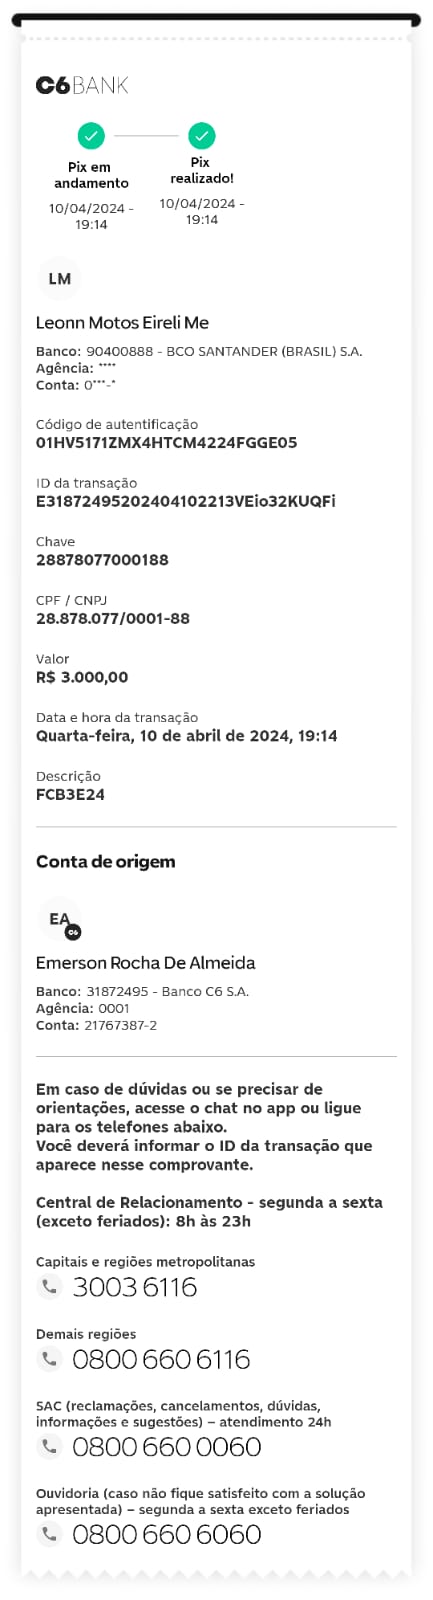 C6BANK
Pix em
andamento
10/04/2024 -
19:14
Pix
realizado!
10/04/2024 -
19:14
LM
Leonn Motos Eireli Me
Banco: 90400888 - BCO SANTANDER (BRASIL) S.A.
Agência: ****
Conta: 0***-*
Código de autentificação
01HV5171ZMX4HTCM4224FGGE05
ID da transação
E31872495202404102213VEio32KUQFi
Chave
28878077000188
CPF / CNPJ
28.878.077/0001-88
Valor
R$ 3.000,00
Data e hora da transação
Quarta-feira, 10 de abril de 2024, 19:14
Descrição
FCB3E24
Conta de origem
EA
C6
Emerson Rocha De Almeida
Banco: 31872495 - Banco C6 S.A.
Agência: 0001
Conta: 21767387-2
Em caso de dúvidas ou se precisar de
orientações, acesse o chat no app ou ligue
para os telefones abaixo.
Você deverá informar o ID da transação que
aparece nesse comprovante.
Central de Relacionamento - segunda a sexta
(exceto feriados): 8h às 23h
Capitais e regiões metropolitanas
3003 6116
Demais regiões
0800 660 6116
SAC (reclamações, cancelamentos, dúvidas,
informações e sugestões) – atendimento 24h
0800 660 0060
Ouvidoria (caso não fique satisfeito com a solução
apresentada) – segunda a sexta exceto feriados
0800 660 6060